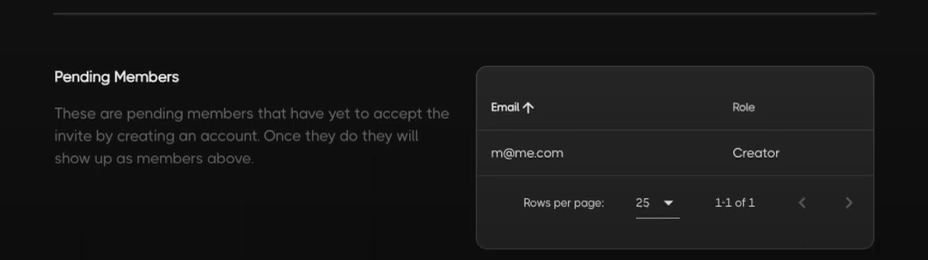 Pending Members
These are pending members that have yet to accept the
invite by creating an account. Once they do they will
show up as members above.
Email Role
m@me.com Creator
Rows per page: 25 1-1 of 1